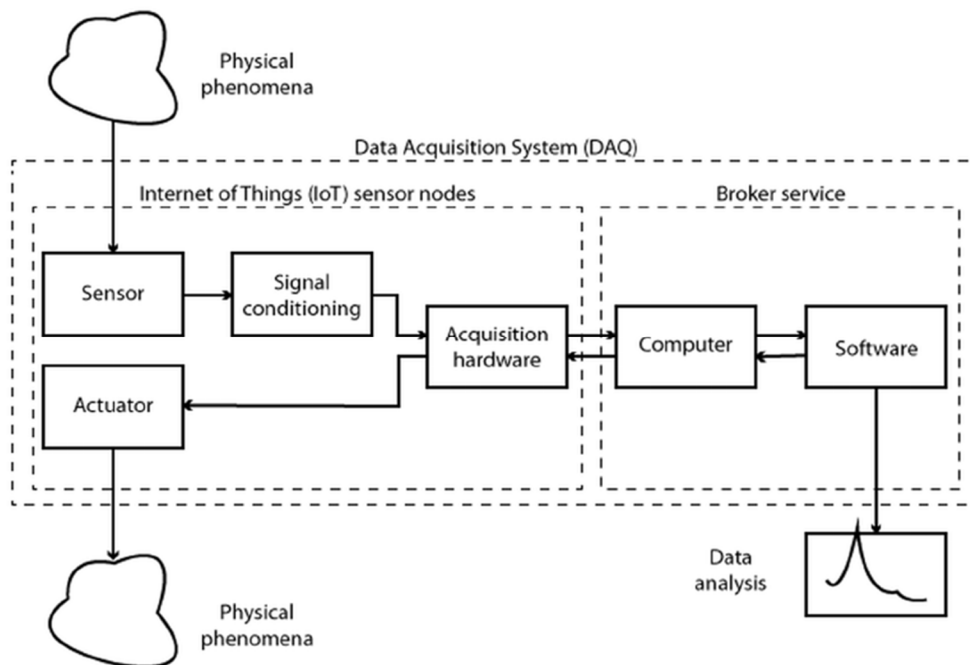 Physical
phenomena
Data Acquisition System (DAQ)
Internet of Things (IoT) sensor nodes
Broker service
Sensor
Signal
conditioning
Acquisition
hardware
Computer
Software
Actuator
Data
analysis
Physical
phenomena